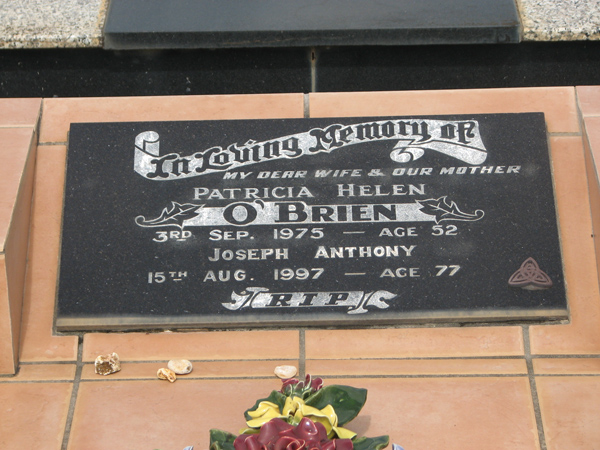 In Loving Memory of
MY DEAR WIFE & OUR MOTHER
PATRICIA HELEN
O'BRIEN
3RD SEP. 1975 — AGE 52
JOSEPH ANTHONY
15TH AUG. 1997 — AGE 77
R.I.P.